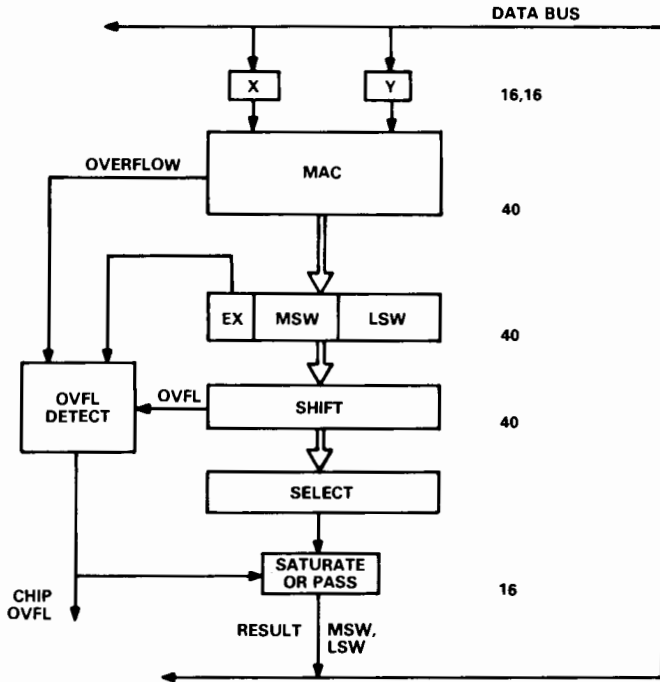 DATA BUS
X
Y
16,16
OVERFLOW
MAC
40
EX
MSW
LSW
40
OVFL
DETECT
OVFL
SHIFT
40
SELECT
SATURATE
OR PASS
16
CHIP
OVFL
RESULT
MSW,
LSW